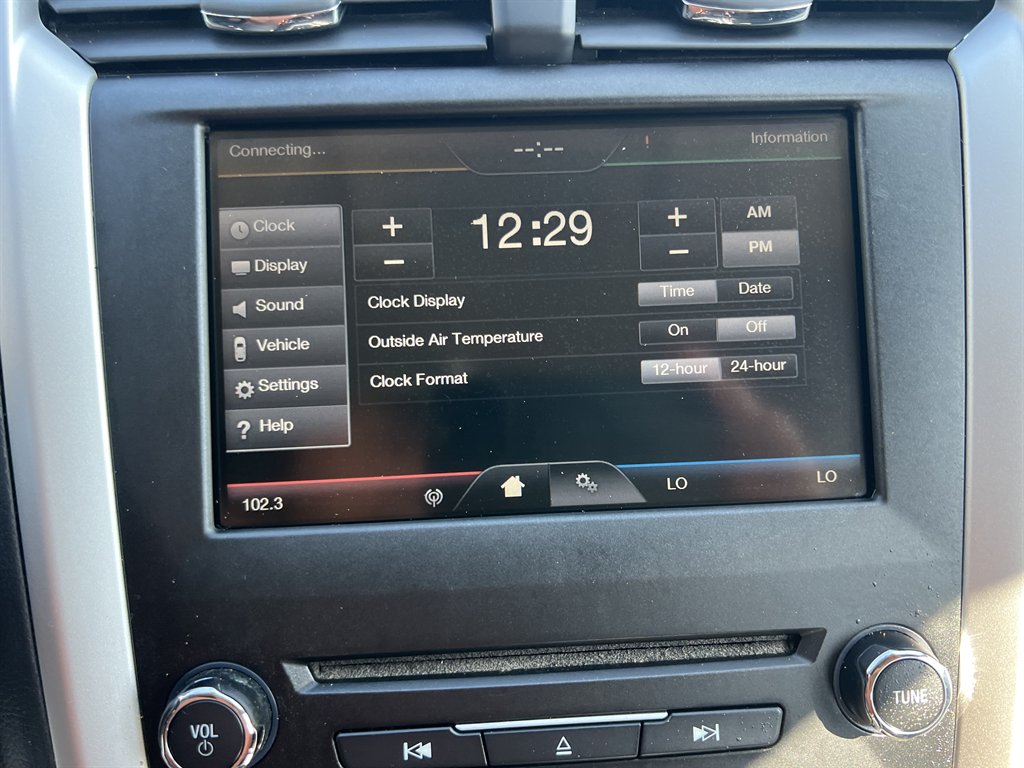 Connecting...
--:--
!
Information
Clock
Display
Sound
Vehicle
Settings
? Help
+
−
12:29
+
−
AM
PM
Clock Display
Time
Date
Outside Air Temperature
On
Off
Clock Format
12-hour
24-hour
102.3
LO
LO
VOL
TUNE